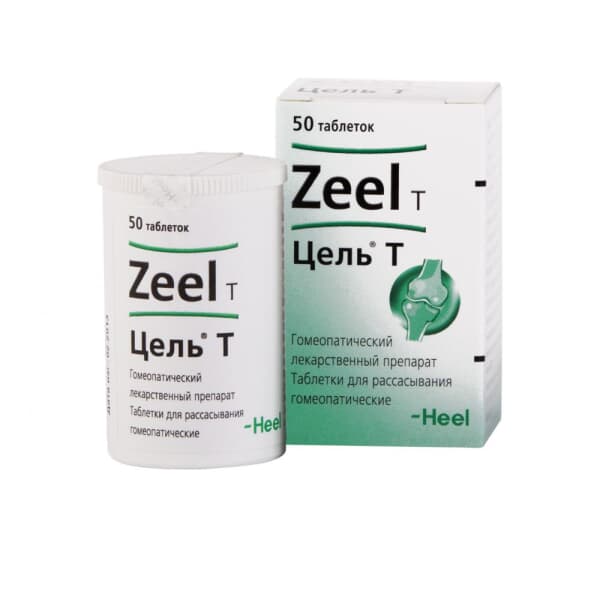 50 таблеток
Zeel T
Цель® Т
Гомеопатический
лекарственный препарат
Таблетки для рассасывания
гомеопатические
-Heel
50 таблеток
Zeel T
Цель® Т
Гомеопатический
лекарственный препарат
Таблетки для рассасывания
гомеопатические
-Heel
Цель Т